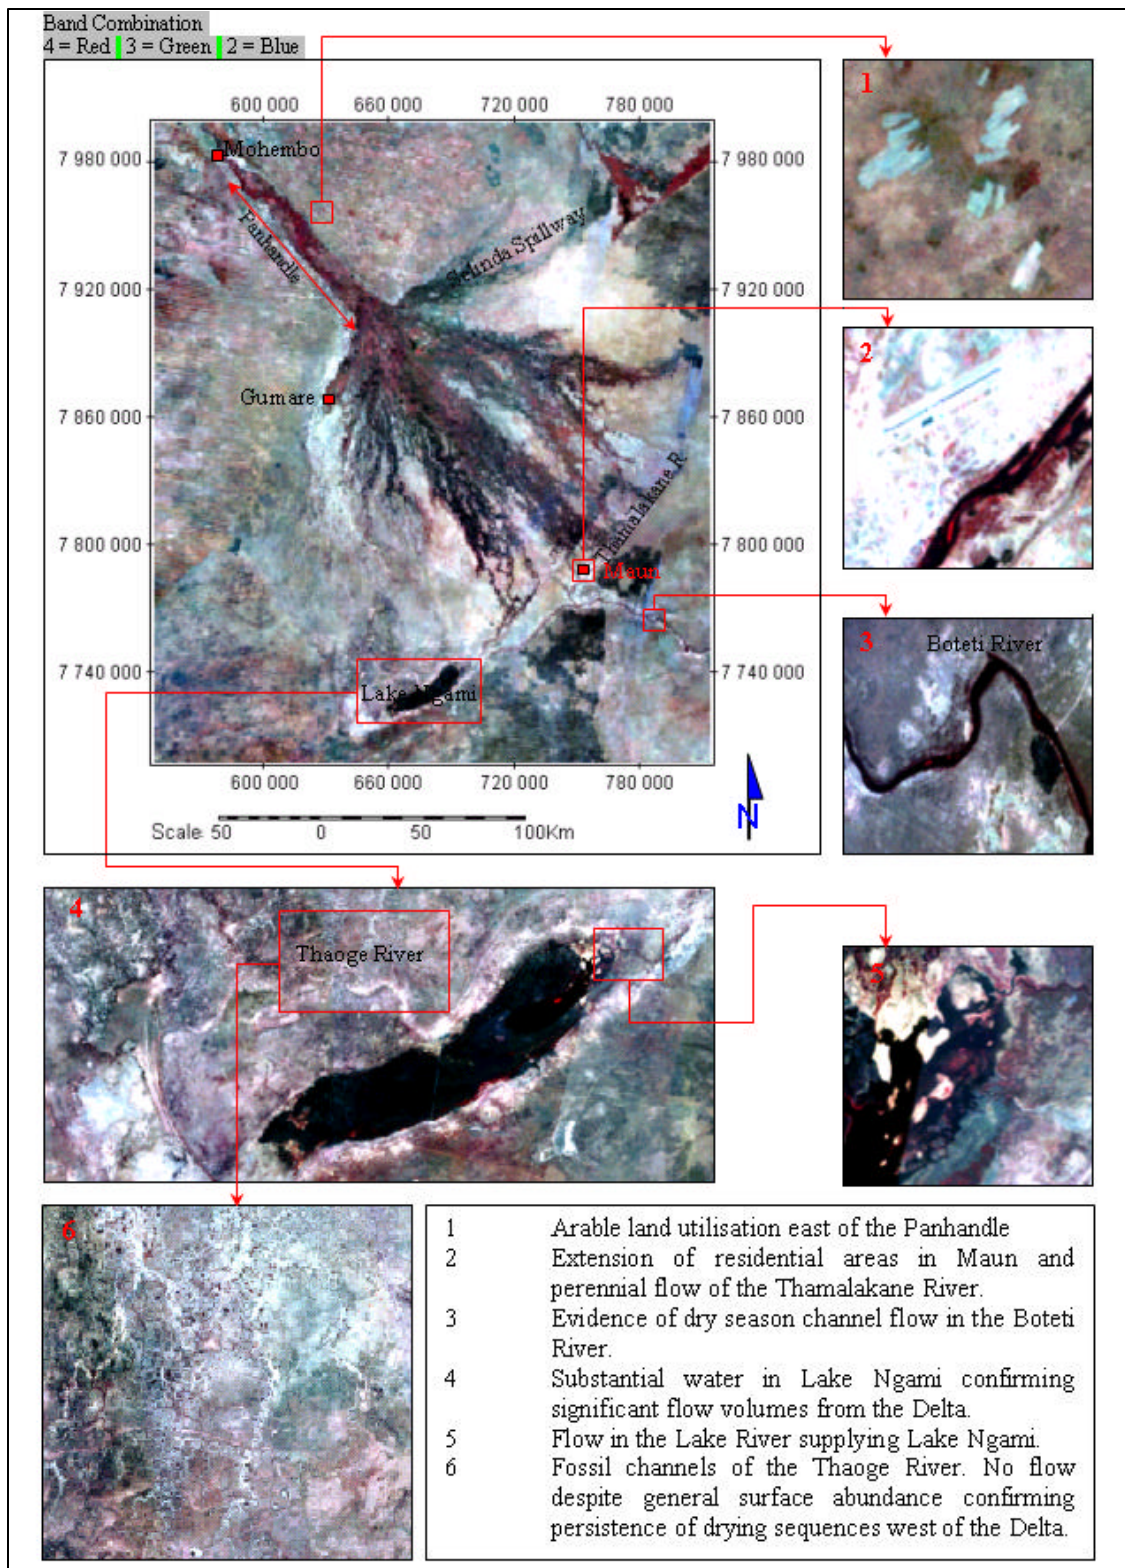 Band Combination
4 = Red 3 = Green 2 = Blue
600 000 660 000 720 000 780 000
7 980 000 7 980 000
7 920 000 7 920 000
7 860 000 7 860 000
7 800 000 7 800 000
7 740 000 7 740 000
600 000 660 000 720 000 780 000
Mohembo
Panhandle
Selinda Spillway
Gumare
Thamalakane R
Maun
Lake Ngami
Scale 50 0 50 100Km
N
1
2
3
Boteti River
4
Thaoge River
5
6
1 Arable land utilisation east of the Panhandle
2 Extension of residential areas in Maun and
perennial flow of the Thamalakane River.
3 Evidence of dry season channel flow in the Boteti
River.
4 Substantial water in Lake Ngami confirming
significant flow volumes from the Delta.
5 Flow in the Lake River supplying Lake Ngami.
6 Fossil channels of the Thaoge River. No flow
despite general surface abundance confirming
persistence of drying sequences west of the Delta.